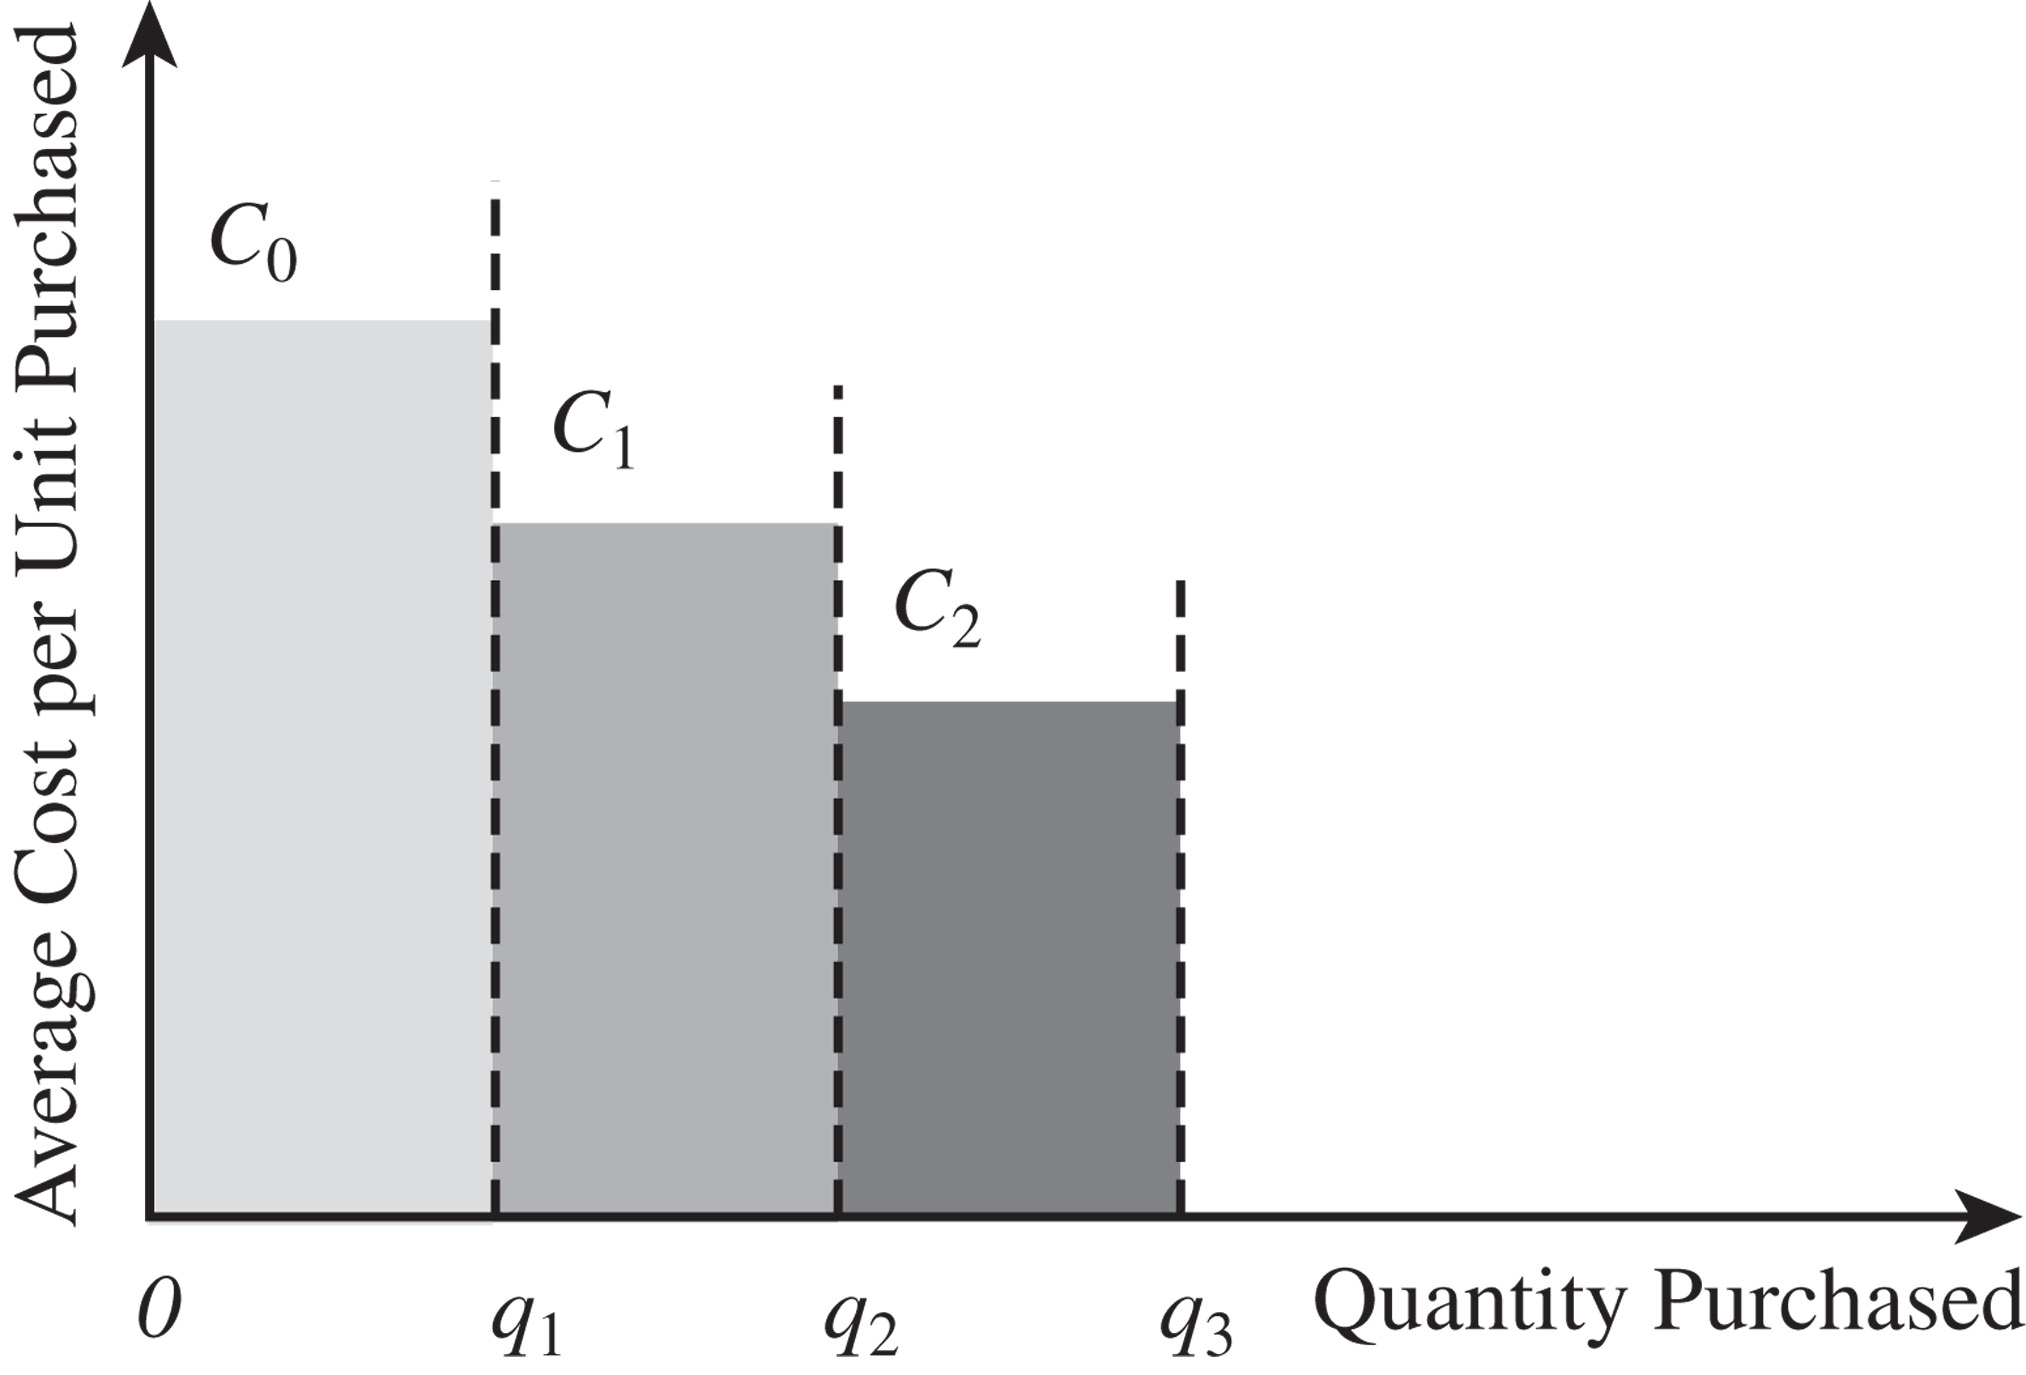 Average Cost per Unit Purchased
C0
C1
C2
0 q1 q2 q3 Quantity Purchased